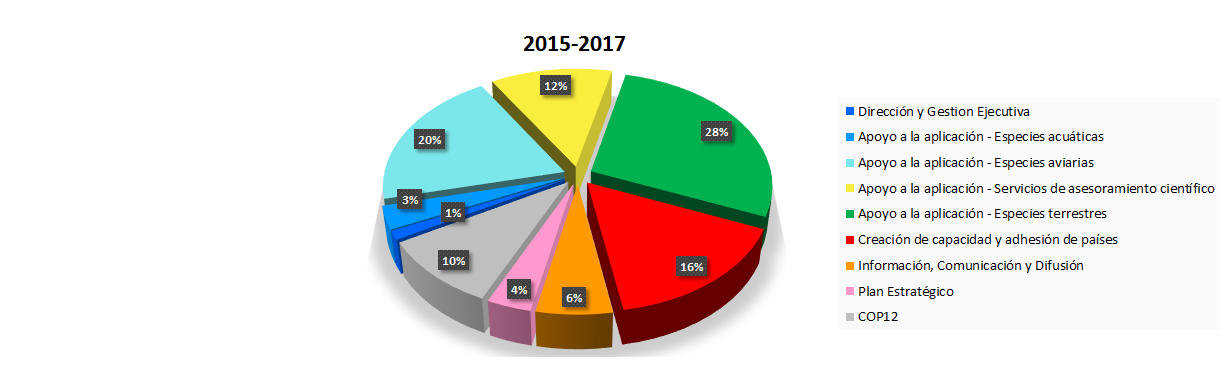 2015-2017
12%
28%
20%
3%
1%
10%
4%
6%
16%
Dirección y Gestion Ejecutiva
Apoyo a la aplicación - Especies acuáticas
Apoyo a la aplicación - Especies aviarias
Apoyo a la aplicación - Servicios de asesoramiento científico
Apoyo a la aplicación - Especies terrestres
Creación de capacidad y adhesión de países
Información, Comunicación y Difusión
Plan Estratégico
COP12